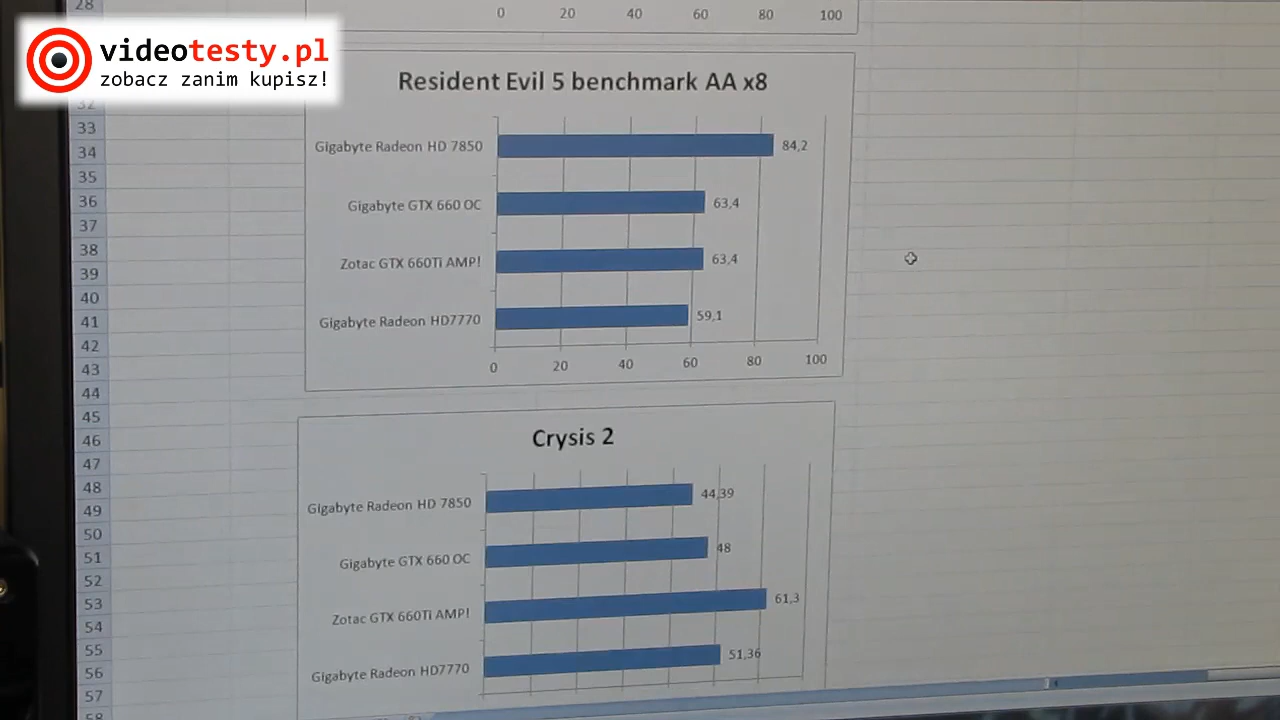 videotesty.pl
zobacz zanim kupisz!
28
0 20 40 60 80 100
32
33
34
35
36
37
38
39
40
41
42
43
44
45
46
47
48
49
50
51
52
53
54
55
56
57
58
Resident Evil 5 benchmark AA x8
Gigabyte Radeon HD 7850 84,2
Gigabyte GTX 660 OC 63,4
Zotac GTX 660Ti AMP! 63,4
Gigabyte Radeon HD7770 59,1
0 20 40 60 80 100
Crysis 2
Gigabyte Radeon HD 7850 44,39
Gigabyte GTX 660 OC 48
Zotac GTX 660Ti AMP! 61,3
Gigabyte Radeon HD7770 51,36